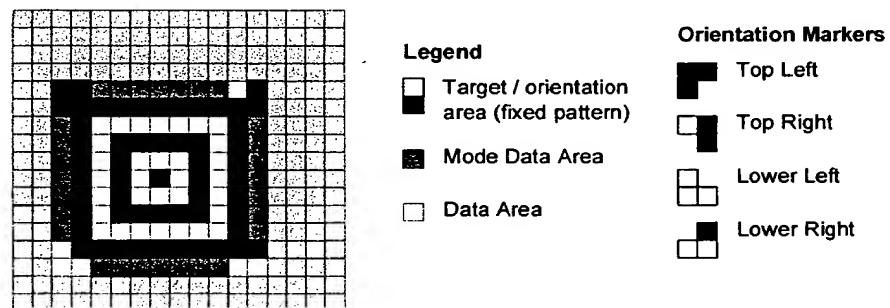 Legend
Target / orientation
area (fixed pattern)
Mode Data Area
Data Area
Orientation Markers
Top Left
Top Right
Lower Left
Lower Right